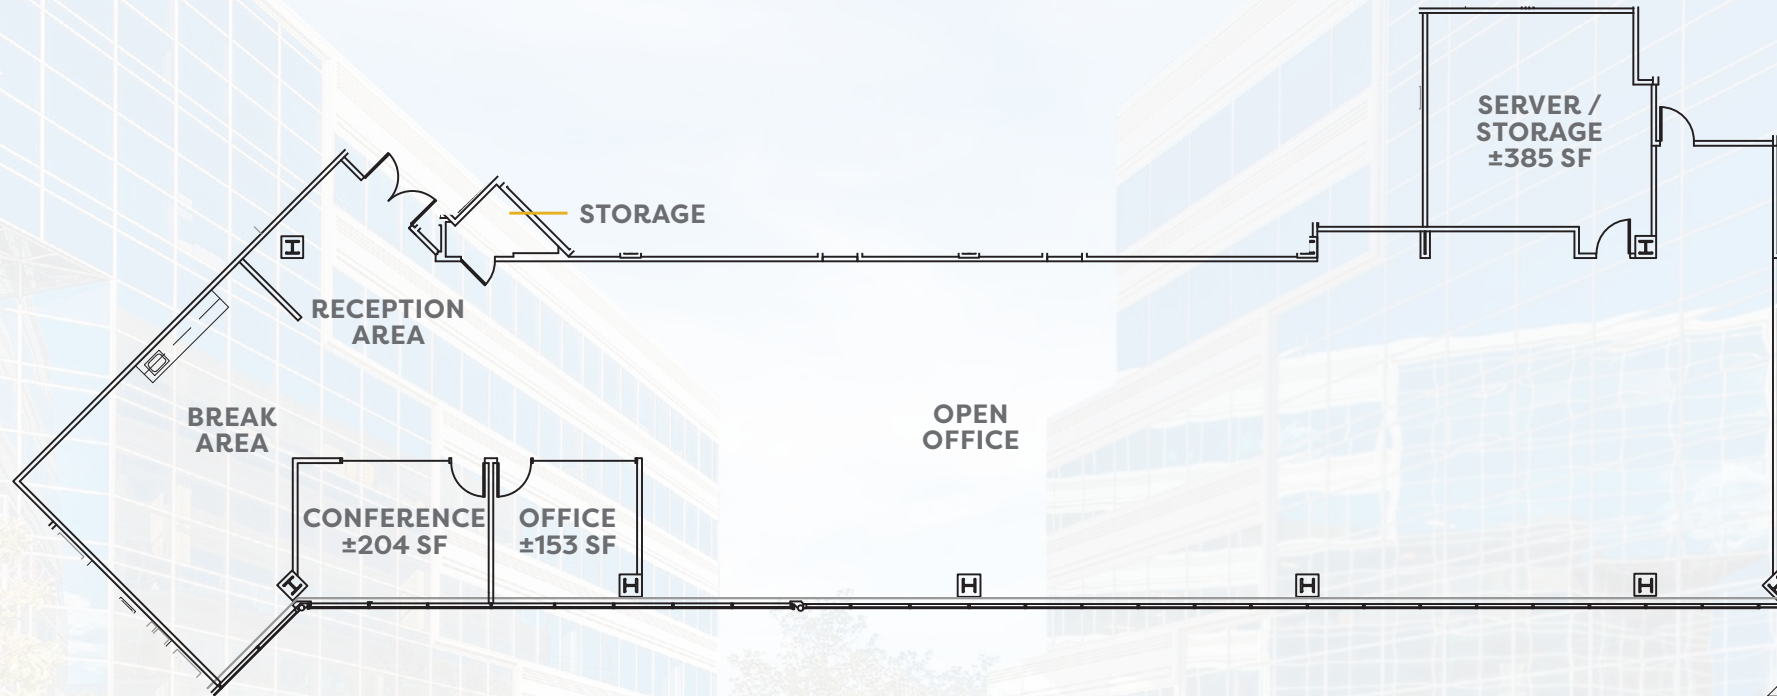 SERVER /
STORAGE
±385 SF
STORAGE
RECEPTION
AREA
BREAK
AREA
OPEN
OFFICE
CONFERENCE
±204 SF
OFFICE
±153 SF